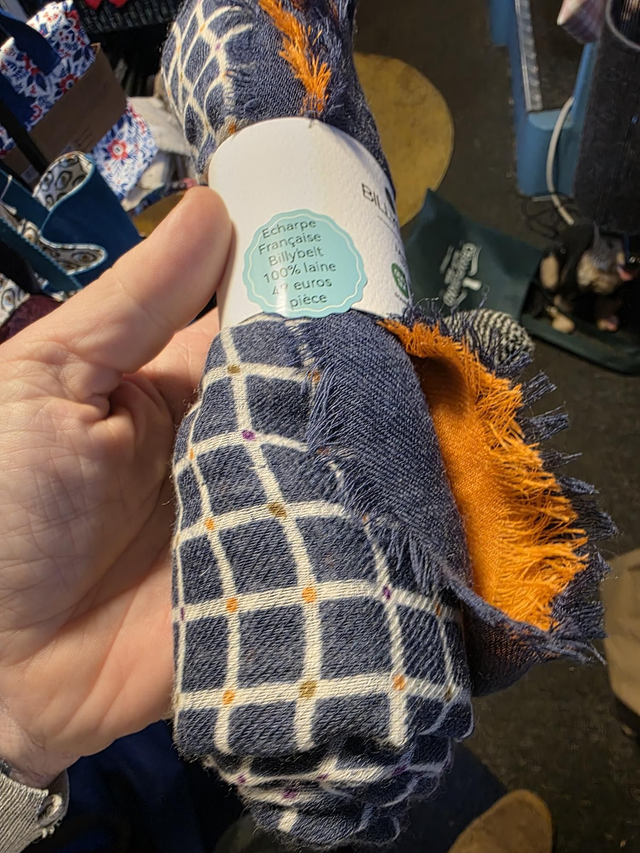 Echarpe
Française
Billybelt
100% laine
euros
pièce